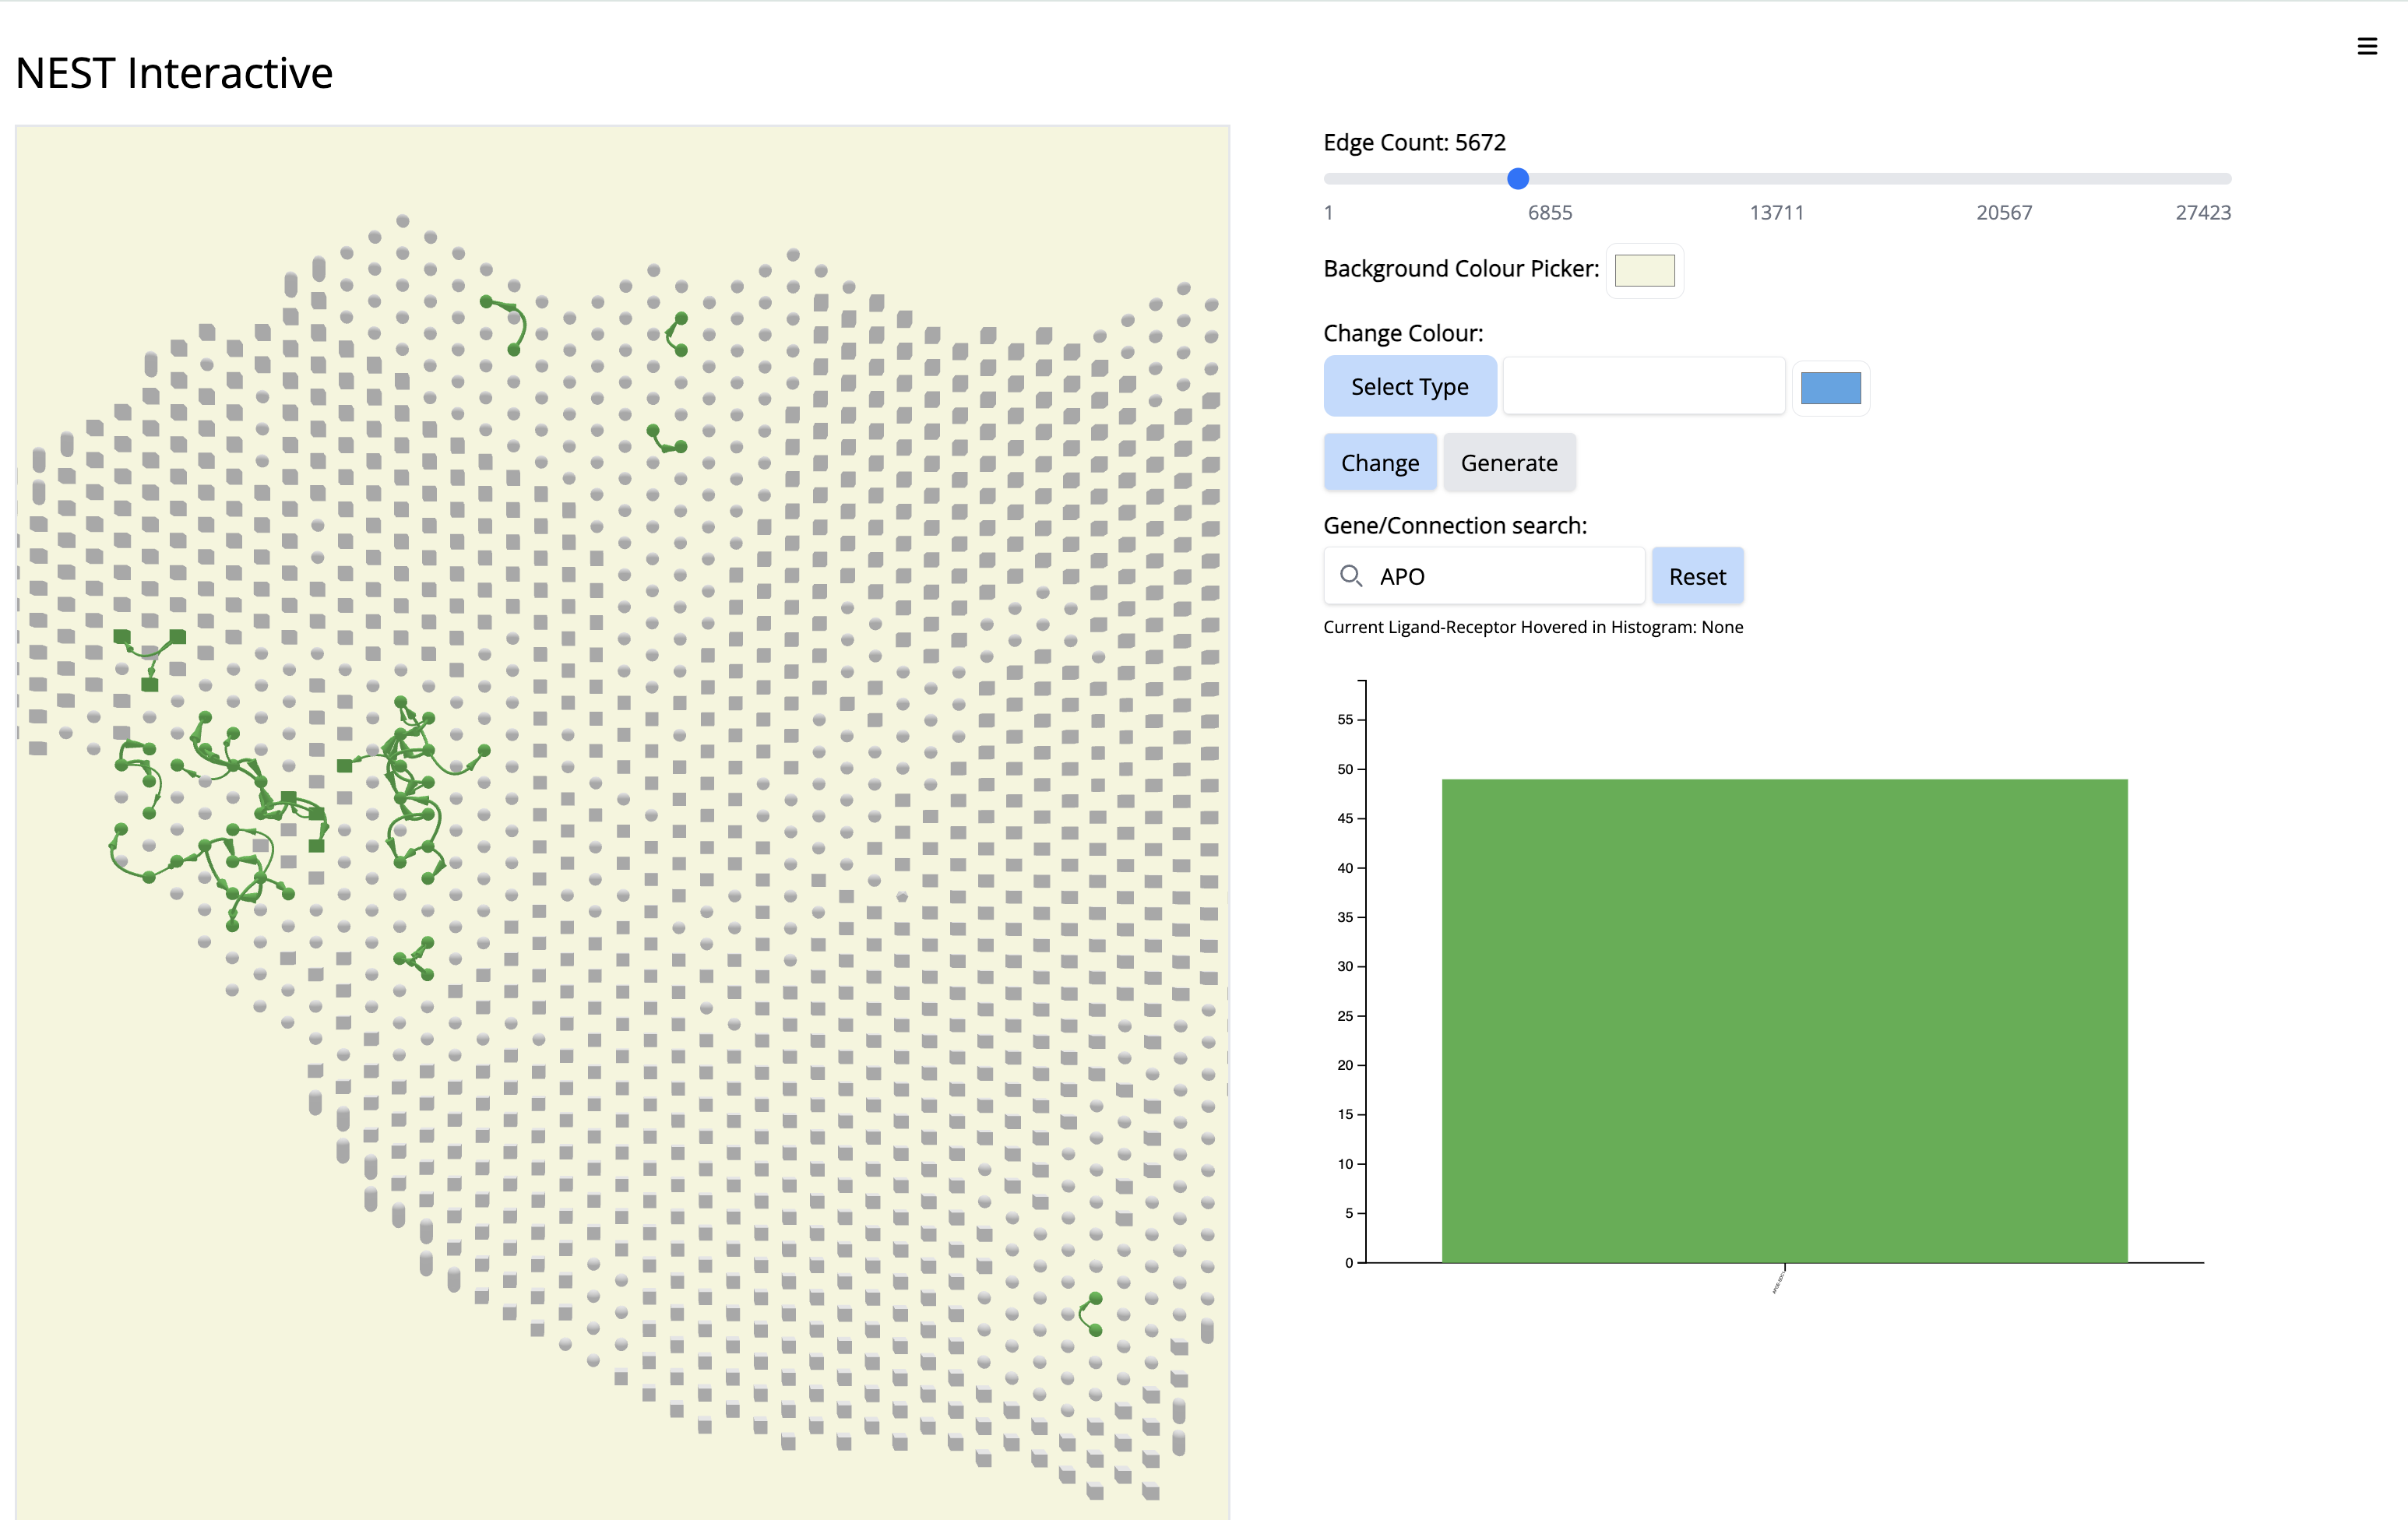 NEST Interactive
Edge Count: 5672
1 6855 13711 20567 27423
Background Colour Picker:
Change Colour:
Select Type
Change Generate
Gene/Connection search:
APO Reset
Current Ligand-Receptor Hovered in Histogram: None
55
50
45
40
35
30
25
20
15
10
5
0